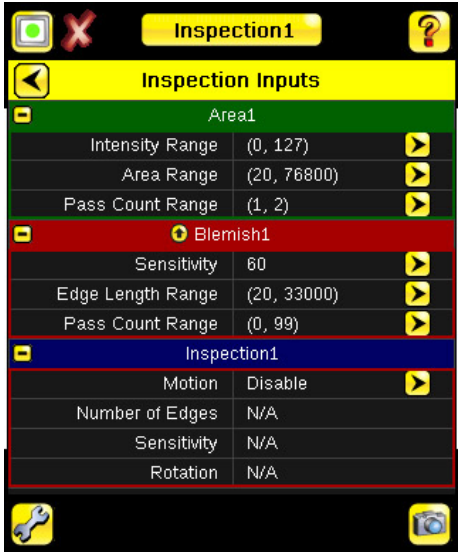 Inspection1
?
Inspection Inputs
Area1
Intensity Range (0, 127)
Area Range (20, 76800)
Pass Count Range (1, 2)
Blemish1
Sensitivity 60
Edge Length Range (20, 33000)
Pass Count Range (0, 99)
Inspection1
Motion Disable
Number of Edges N/A
Sensitivity N/A
Rotation N/A